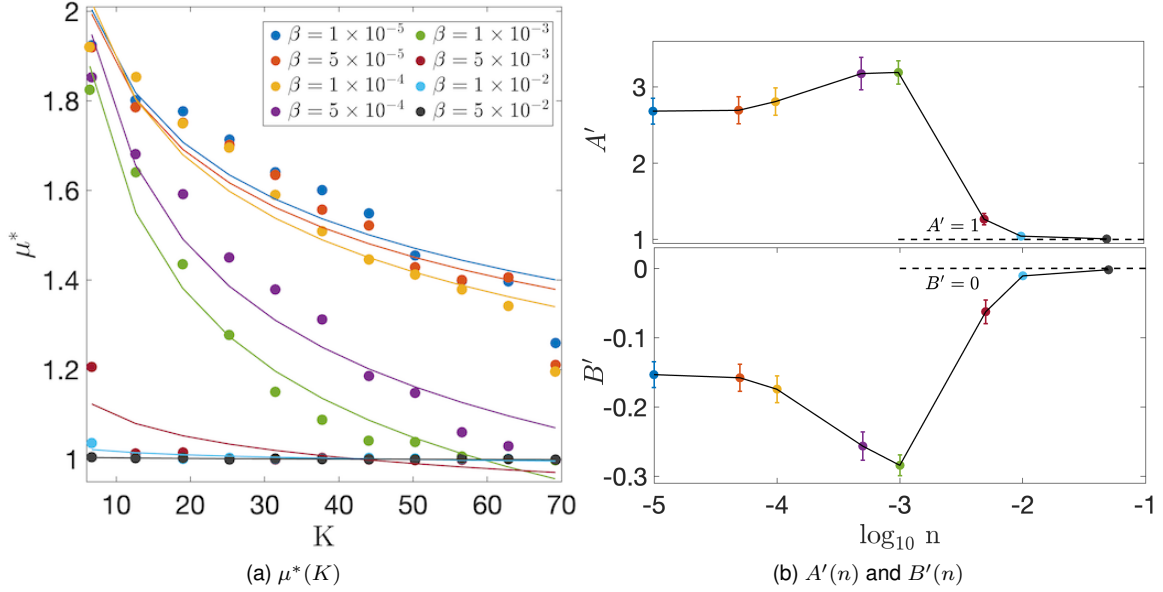 2
1.8
1.6
1.4
1.2
1
μ*
10 20 30 40 50 60 70
K
β = 1 × 10⁻⁵ β = 1 × 10⁻³
β = 5 × 10⁻⁵ β = 5 × 10⁻³
β = 1 × 10⁻⁴ β = 1 × 10⁻²
β = 5 × 10⁻⁴ β = 5 × 10⁻²
(a) μ*(K)
3
2
1
A′
A′ = 1
0
-0.1
-0.2
-0.3
B′
B′ = 0
-5 -4 -3 -2 -1
log₁₀ n
(b) A′(n) and B′(n)